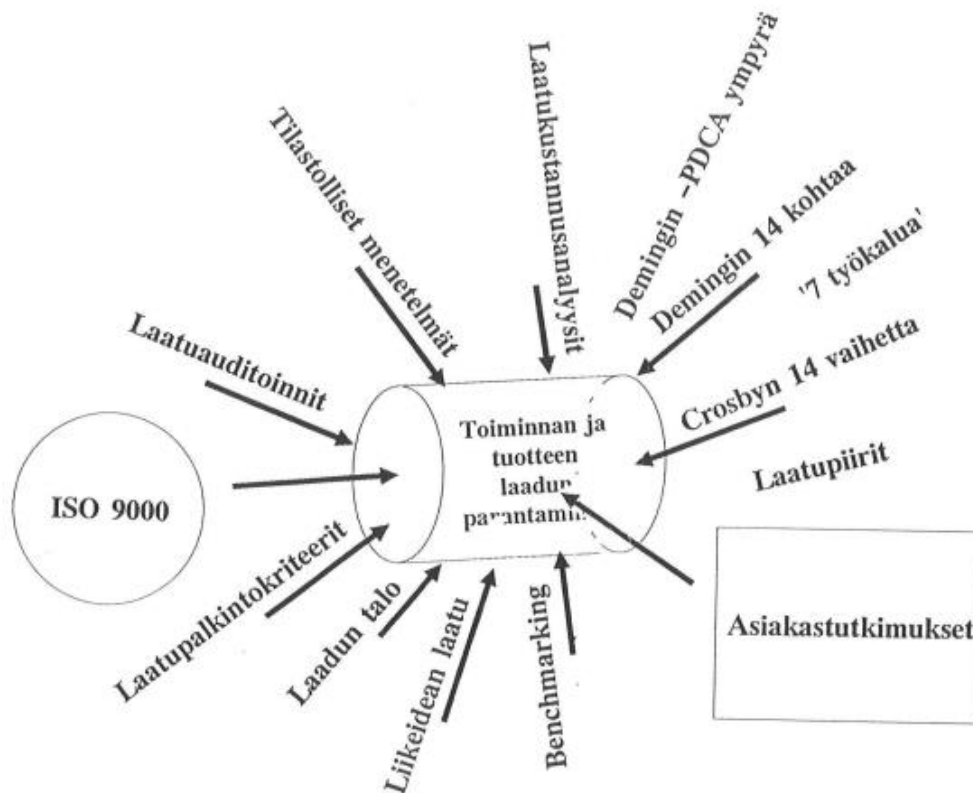 Laatukustannusanalyysit
Demingin -PDCA ympyrä
Tilastolliset menetelmät
Demingin 14 kohtaa
'7 työkalua'
Laatuauditoinnit
Crosbyn 14 vaihetta
Toiminnan ja
tuotteen
laadun
Laatupiirit
ISO 9000
Laatupalkintokriteerit
Laadun talo
Liikeidean laatu
Benchmarking
Asiakastutkimukset